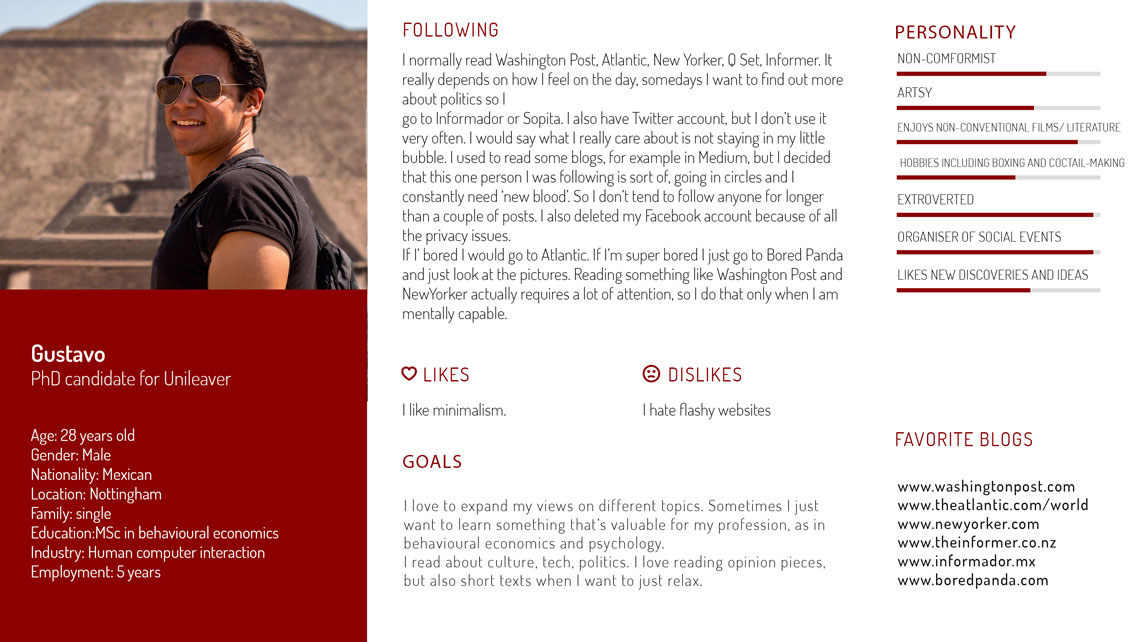 Gustavo
PhD candidate for Unileaver
Age: 28 years old
Gender: Male
Nationality: Mexican
Location: Nottingham
Family: single
Education:MSc in behavioural economics
Industry: Human computer interaction
Employment: 5 years
FOLLOWING
I normally read Washington Post, Atlantic, New Yorker, Q Set, Informer. It
really depends on how I feel on the day, somedays I want to find out more
about politics so I
go to Informador or Sopita. I also have Twitter account, but I don't use it
very often. I would say what I really care about is not staying in my little
bubble. I used to read some blogs, for example in Medium, but I decided
that this one person I was following is sort of, going in circles and I
constantly need ‘new blood’. So I don't tend to follow anyone for longer
than a couple of posts. I also deleted my Facebook account because of all
the privacy issues.
If I' bored I would go to Atlantic. If I'm super bored I just go to Bored Panda
and just look at the pictures. Reading something like Washington Post and
NewYorker actually requires a lot of attention, so I do that only when I am
mentally capable.
LIKES
I like minimalism.
DISLIKES
I hate flashy websites
GOALS
I love to expand my views on different topics. Sometimes I just
want to learn something that's valuable for my profession, as in
behavioural economics and psychology.
I read about culture, tech, politics. I love reading opinion pieces,
but also short texts when I want to just relax.
PERSONALITY
NON-COMFORMIST
ARTSY
ENJOYS NON-CONVENTIONAL FILMS/ LITERATURE
HOBBIES INCLUDING BOXING AND COCTAIL-MAKING
EXTROVERTED
ORGANISER OF SOCIAL EVENTS
LIKES NEW DISCOVERIES AND IDEAS
FAVORITE BLOGS
www.washingtonpost.com
www.theatlantic.com/world
www.newyorker.com
www.theinformer.co.nz
www.informador.mx
www.boredpanda.com